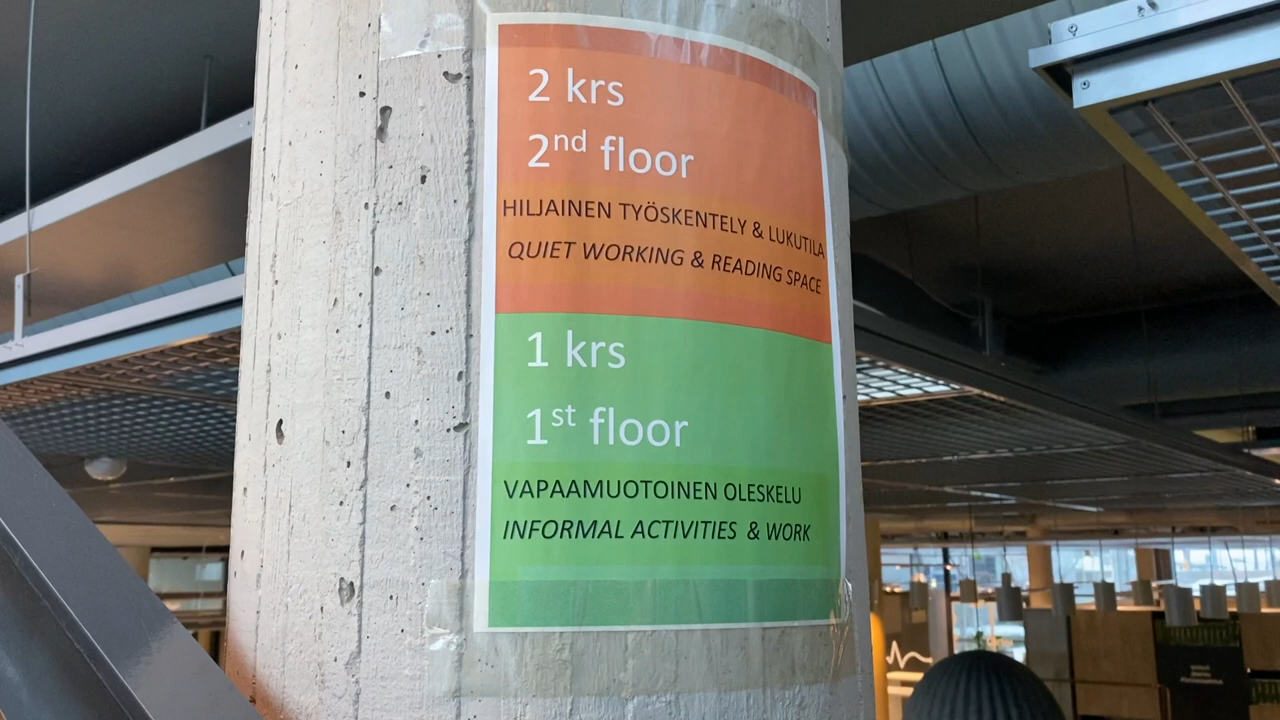 2 krs
2nd floor
HILJAINEN TYÖSKENTELY & LUKUTILA
QUIET WORKING & READING SPACE
1 krs
1st floor
VAPAAMUOTOINEN OLESKELU
INFORMAL ACTIVITIES & WORK